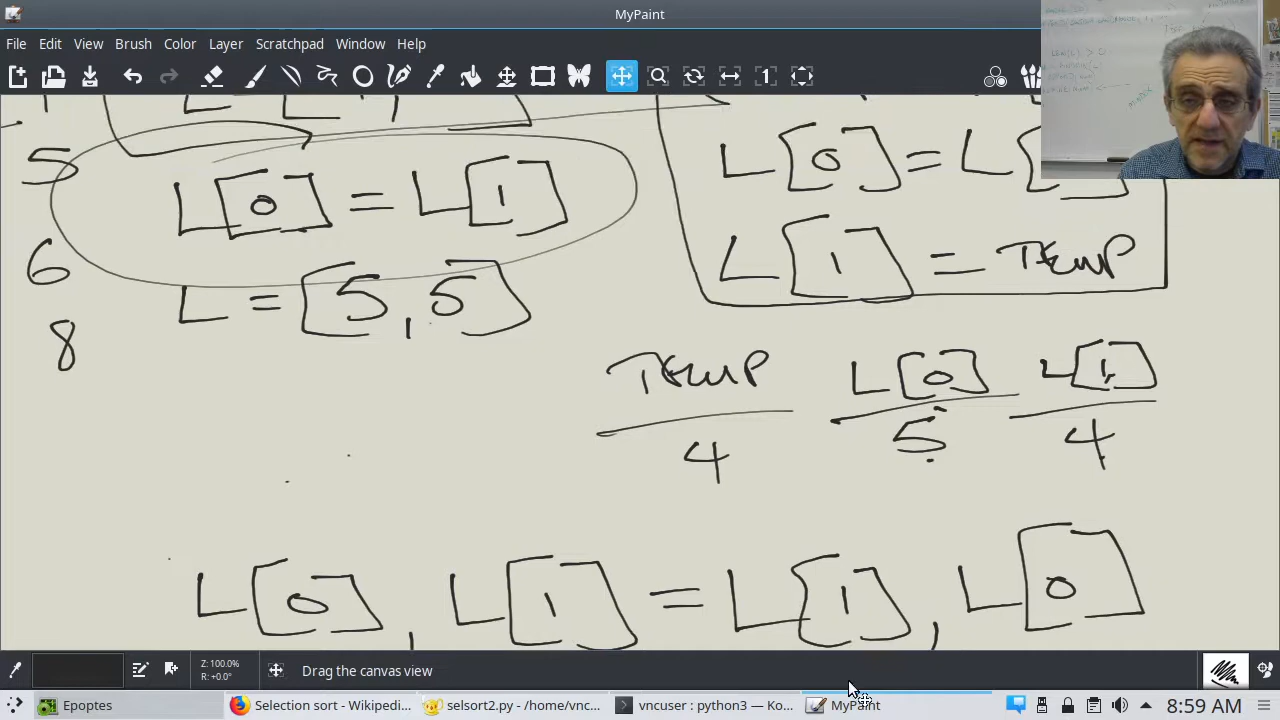 MyPaint
File Edit View Brush Color Layer Scratchpad Window Help
5
L[0] = L[1]
L[0] = L[
6
L[1] = TEMP
L = [5,5]
8
TEMP L[0] L[1]
4 5 4
L[0], L[1] = L[1], L[0]
Z: 100.0%
R: +0.0°
Drag the canvas view
Epoptes
Selection Sort - Wikipedi...
selsort2.py - /home/vnc...
vncuser : python3 — Ko...
MyPaint
8:59 AM